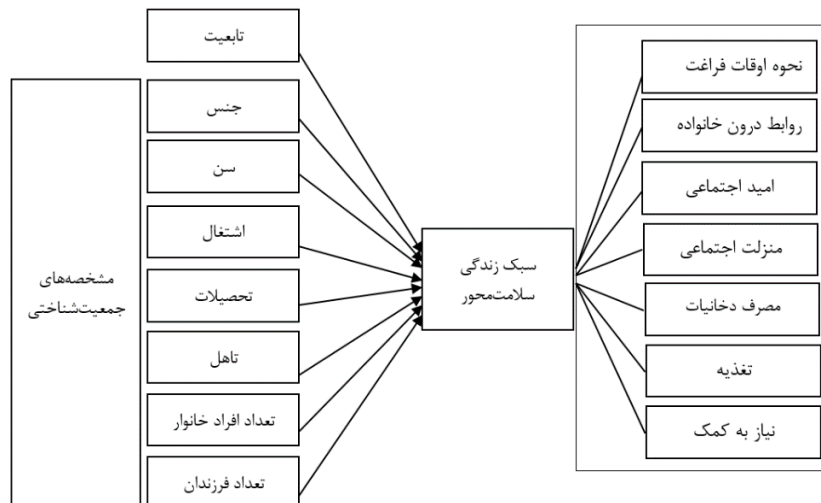 تابعیت
جنس
سن
اشتغال
تحصیلات
تاهل
تعداد افراد خانوار
تعداد فرزندان
مشخصه‌های
جمعیت‌شناختی
سبک زندگی
سلامت‌محور
نحوه اوقات فراغت
روابط درون خانواده
امید اجتماعی
منزلت اجتماعی
مصرف دخانیات
تغذیه
نیاز به کمک